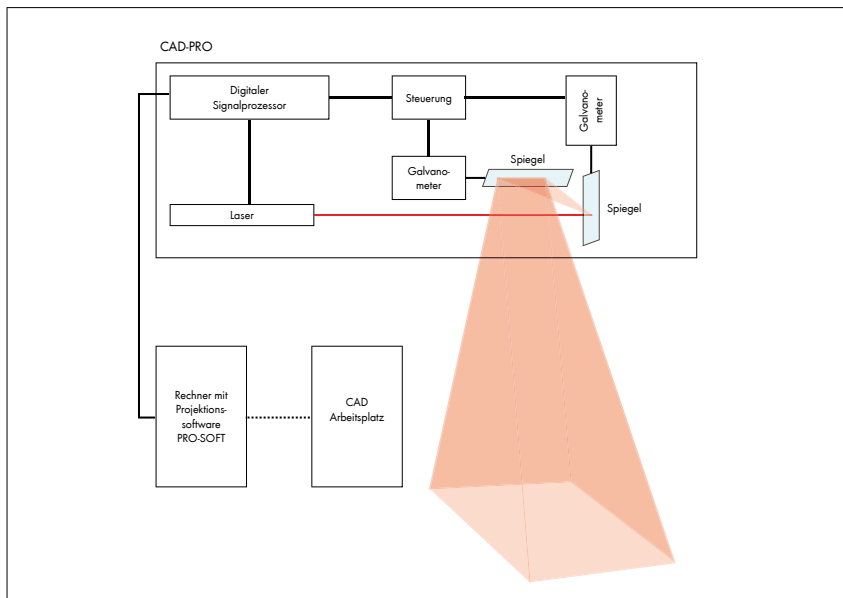 CAD-PRO
Digitaler
Signalprozessor
Steuerung
Galvano-
meter
Galvano-
meter
Spiegel
Spiegel
Laser
Rechner mit
Projektions-
software
PRO-SOFT
CAD
Arbeitsplatz